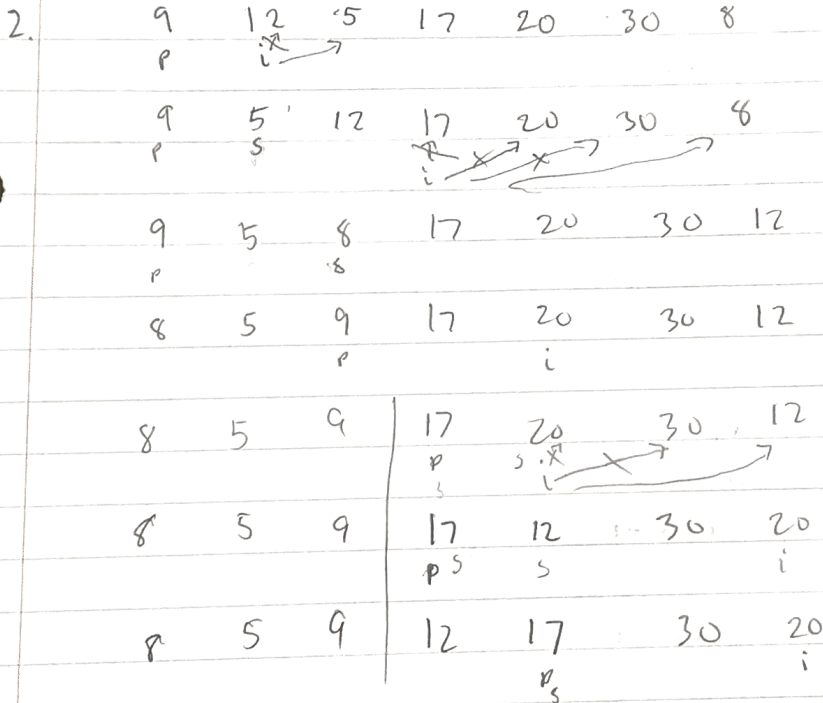 2. 9 12 5 17 20 30 8
p i
9 5 12 17 20 30 8
p s i
9 5 8 17 20 30 12
p s
8 5 9 17 20 30 12
p i
8 5 9 17 20 30 12
p s i
s
8 5 9 17 12 30 20
p s s i
8 5 9 12 17 30 20
p s i